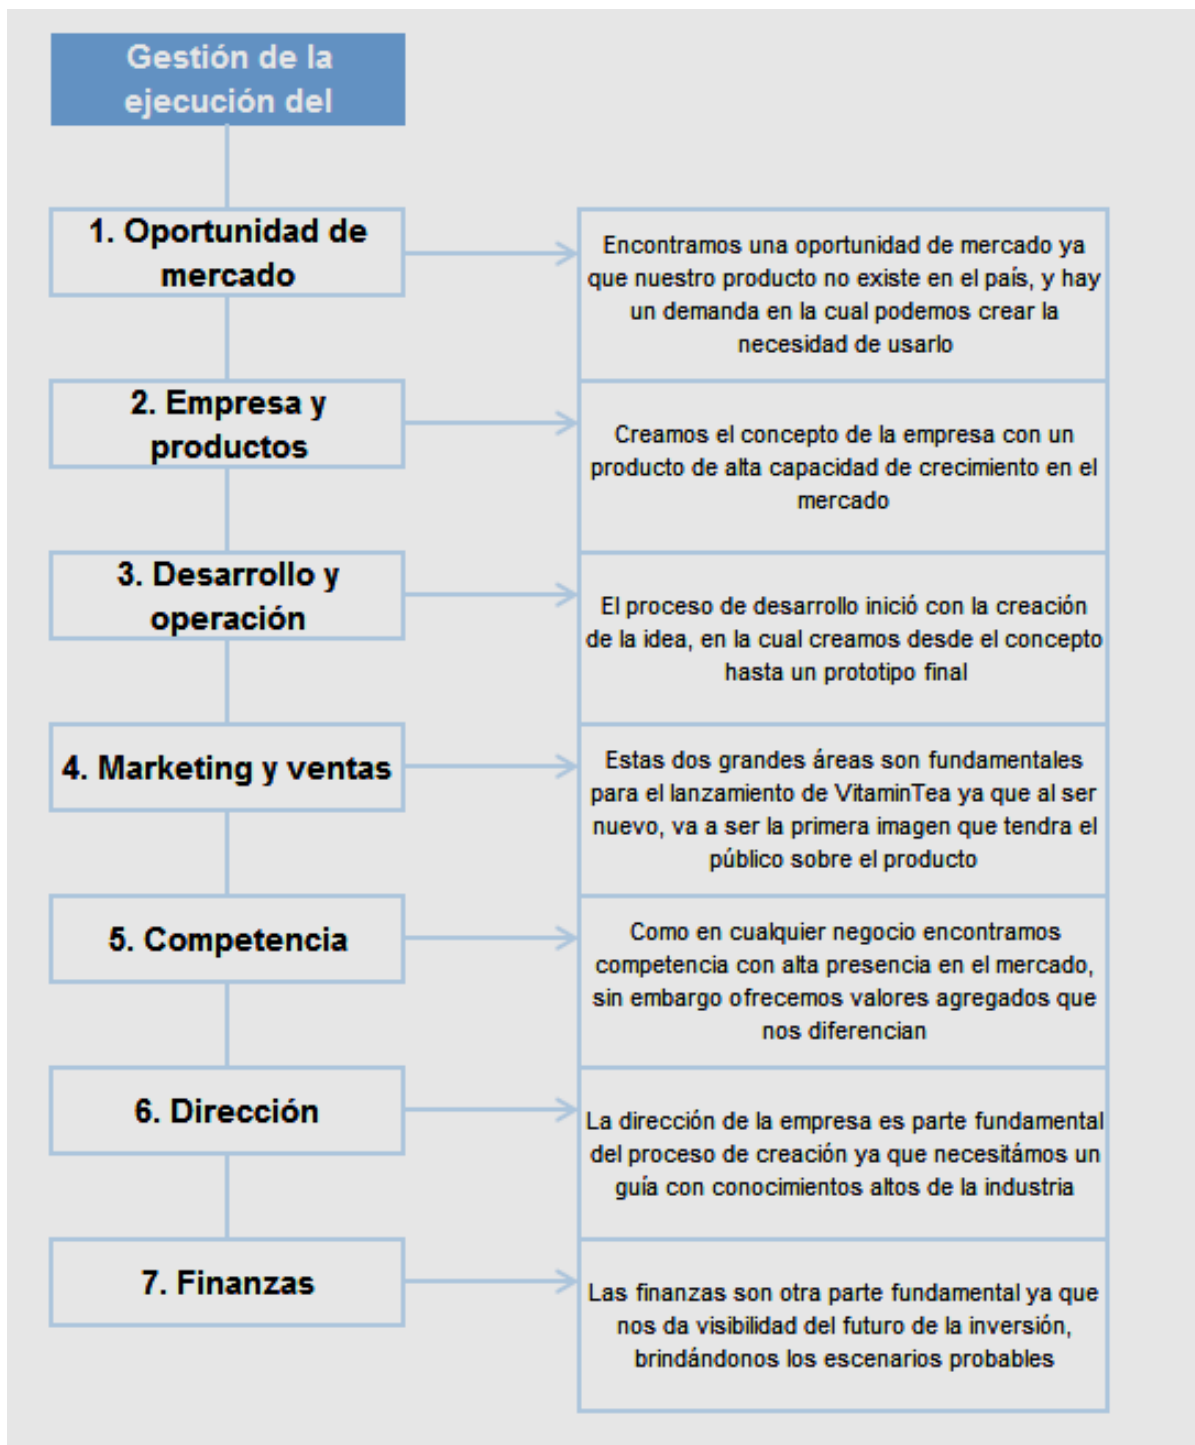 Gestión de la
ejecución del
1. Oportunidad de
mercado
Encontramos una oportunidad de mercado ya
que nuestro producto no existe en el país, y hay
un demanda en la cual podemos crear la
necesidad de usarlo
2. Empresa y
productos
Creamos el concepto de la empresa con un
producto de alta capacidad de crecimiento en el
mercado
3. Desarrollo y
operación
El proceso de desarrollo inició con la creación
de la idea, en la cual creamos desde el concepto
hasta un prototipo final
4. Marketing y ventas
Estas dos grandes áreas son fundamentales
para el lanzamiento de VitaminTea ya que al ser
nuevo, va a ser la primera imagen que tendra el
público sobre el producto
5. Competencia
Como en cualquier negocio encontramos
competencia con alta presencia en el mercado,
sin embargo ofrecemos valores agregados que
nos diferencian
6. Dirección
La dirección de la empresa es parte fundamental
del proceso de creación ya que necesitámos un
guía con conocimientos altos de la industria
7. Finanzas
Las finanzas son otra parte fundamental ya que
nos da visibilidad del futuro de la inversión,
brindándonos los escenarios probables